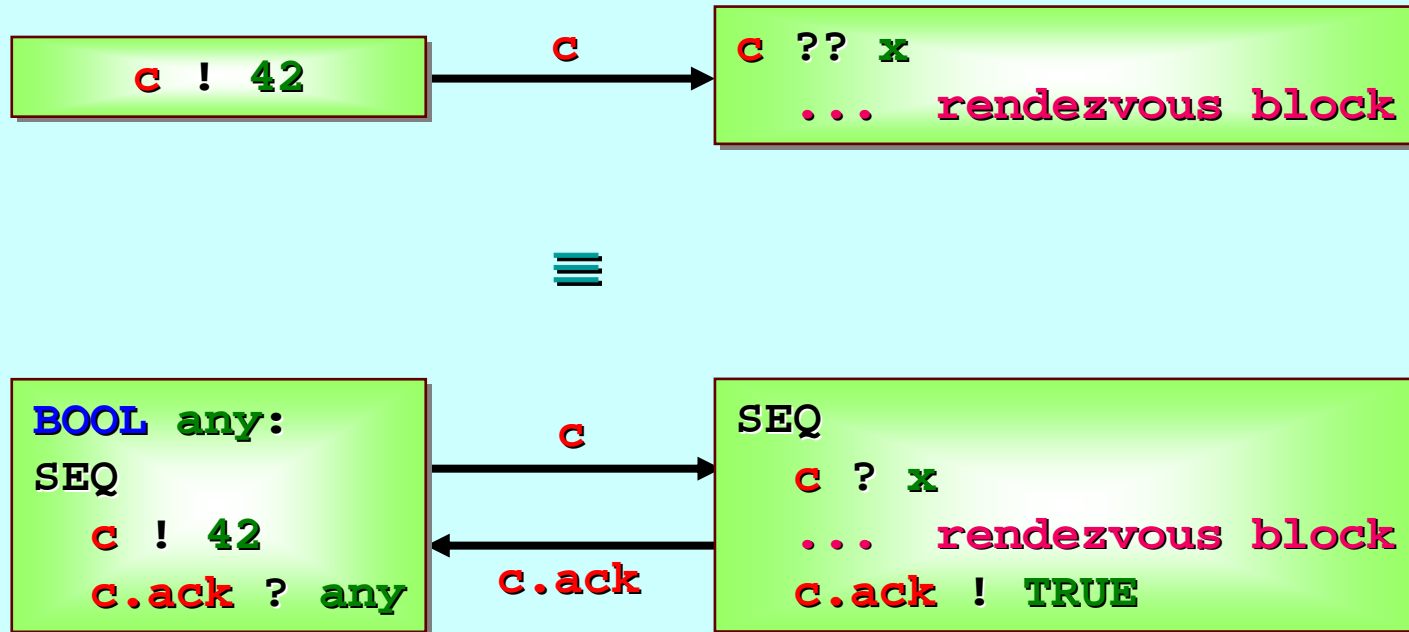 c ! 42
c
c ?? x
... rendezvous block
≡
BOOL any:
SEQ
c ! 42
c.ack ? any
c
c.ack
SEQ
c ? x
... rendezvous block
c.ack ! TRUE